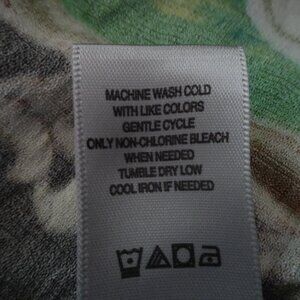 MACHINE WASH COLD
WITH LIKE COLORS
GENTLE CYCLE
ONLY NON-CHLORINE BLEACH
WHEN NEEDED
TUMBLE DRY LOW
COOL IRON IF NEEDED